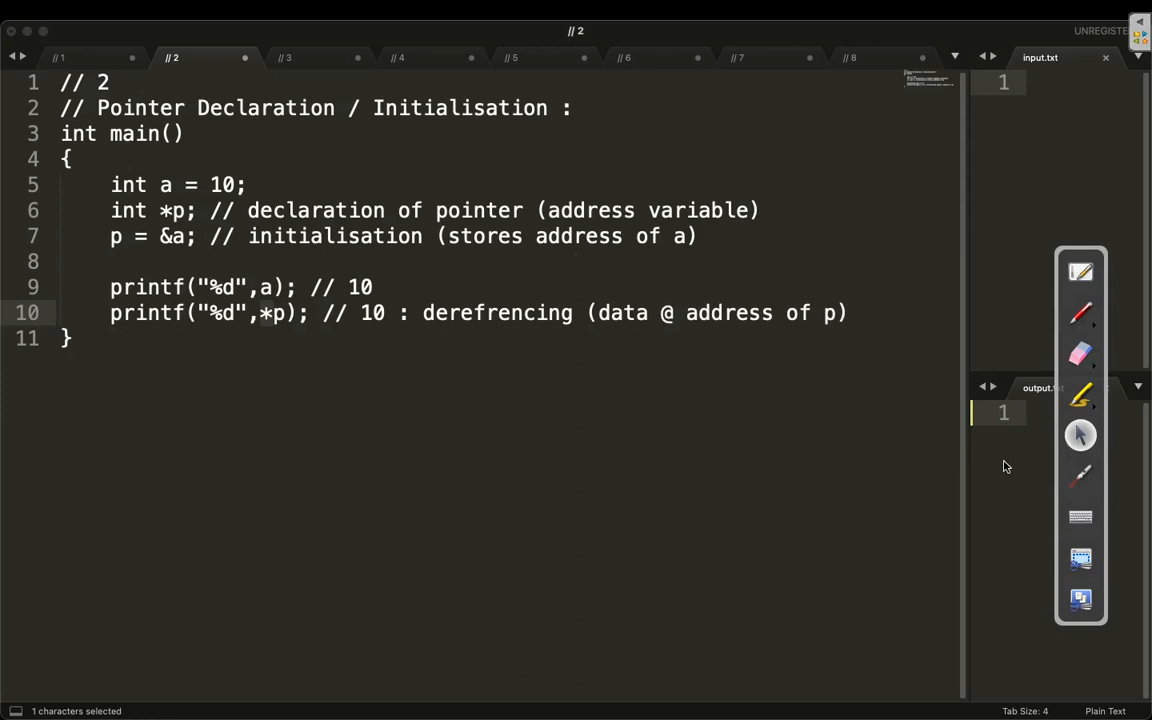 // 2
UNREGISTE
// 1
// 2
// 3
// 4
// 5
// 6
// 7
// 8
input.txt
1 // 2
2 // Pointer Declaration / Initialisation :
3 int main()
4 {
5 int a = 10;
6 int *p; // declaration of pointer (address variable)
7 p = &a; // initialisation (stores address of a)
8
9 printf("%d",a); // 10
10 printf("%d",*p); // 10 : derefrencing (data @ address of p)
11 }
1
output.
1
1 characters selected
Tab Size: 4
Plain Text